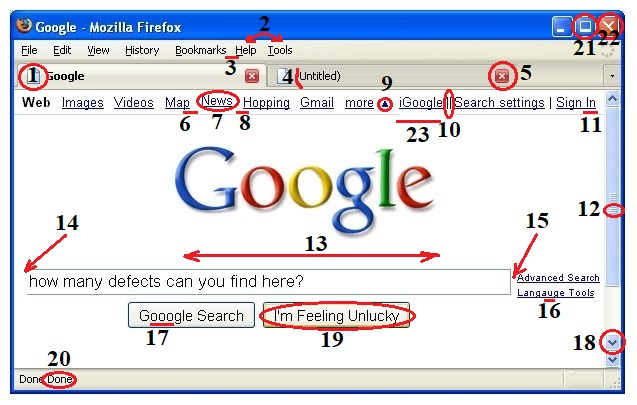 Google - Mozilla Firefox
2
File Edit View History Bookmarks Help Tools 21 22
3
1 Google 4 (Untitled) 5
9
Web Images Videos Map News Hopping Gmail more ▲ iGoogle || Search settings | Sign In
6 7 8 23 10 11
Google
12
14 13 15
how many defects can you find here?
Advanced Search
Langauge Tools
16
Gooogle Search I'm Feeling Unlucky
17 19 18
20
Done Done